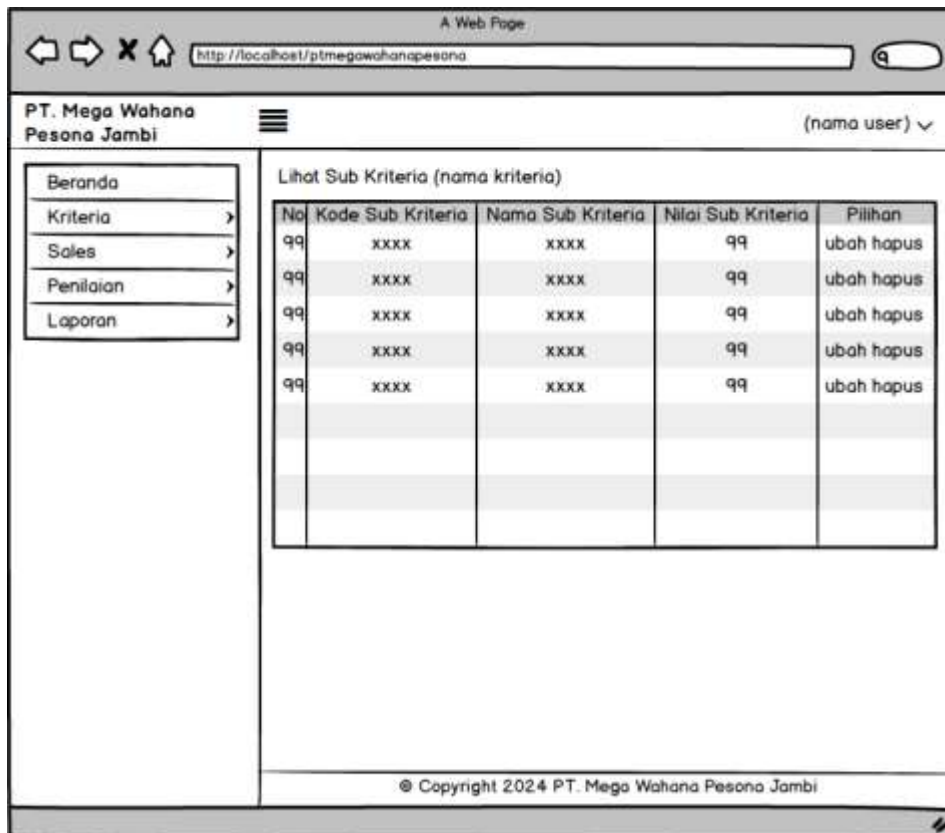 A Web Page
http://localhost/ptmegawahanapesona
PT. Mega Wahana
Pesona Jambi
(nama user)
Beranda
Kriteria
Sales
Penilaian
Laporan
Lihat Sub Kriteria (nama kriteria)
No Kode Sub Kriteria Nama Sub Kriteria Nilai Sub Kriteria Pilihan
99 xxxx xxxx 99 ubah hapus
99 xxxx xxxx 99 ubah hapus
99 xxxx xxxx 99 ubah hapus
99 xxxx xxxx 99 ubah hapus
99 xxxx xxxx 99 ubah hapus
© Copyright 2024 PT. Mega Wahana Pesona Jambi